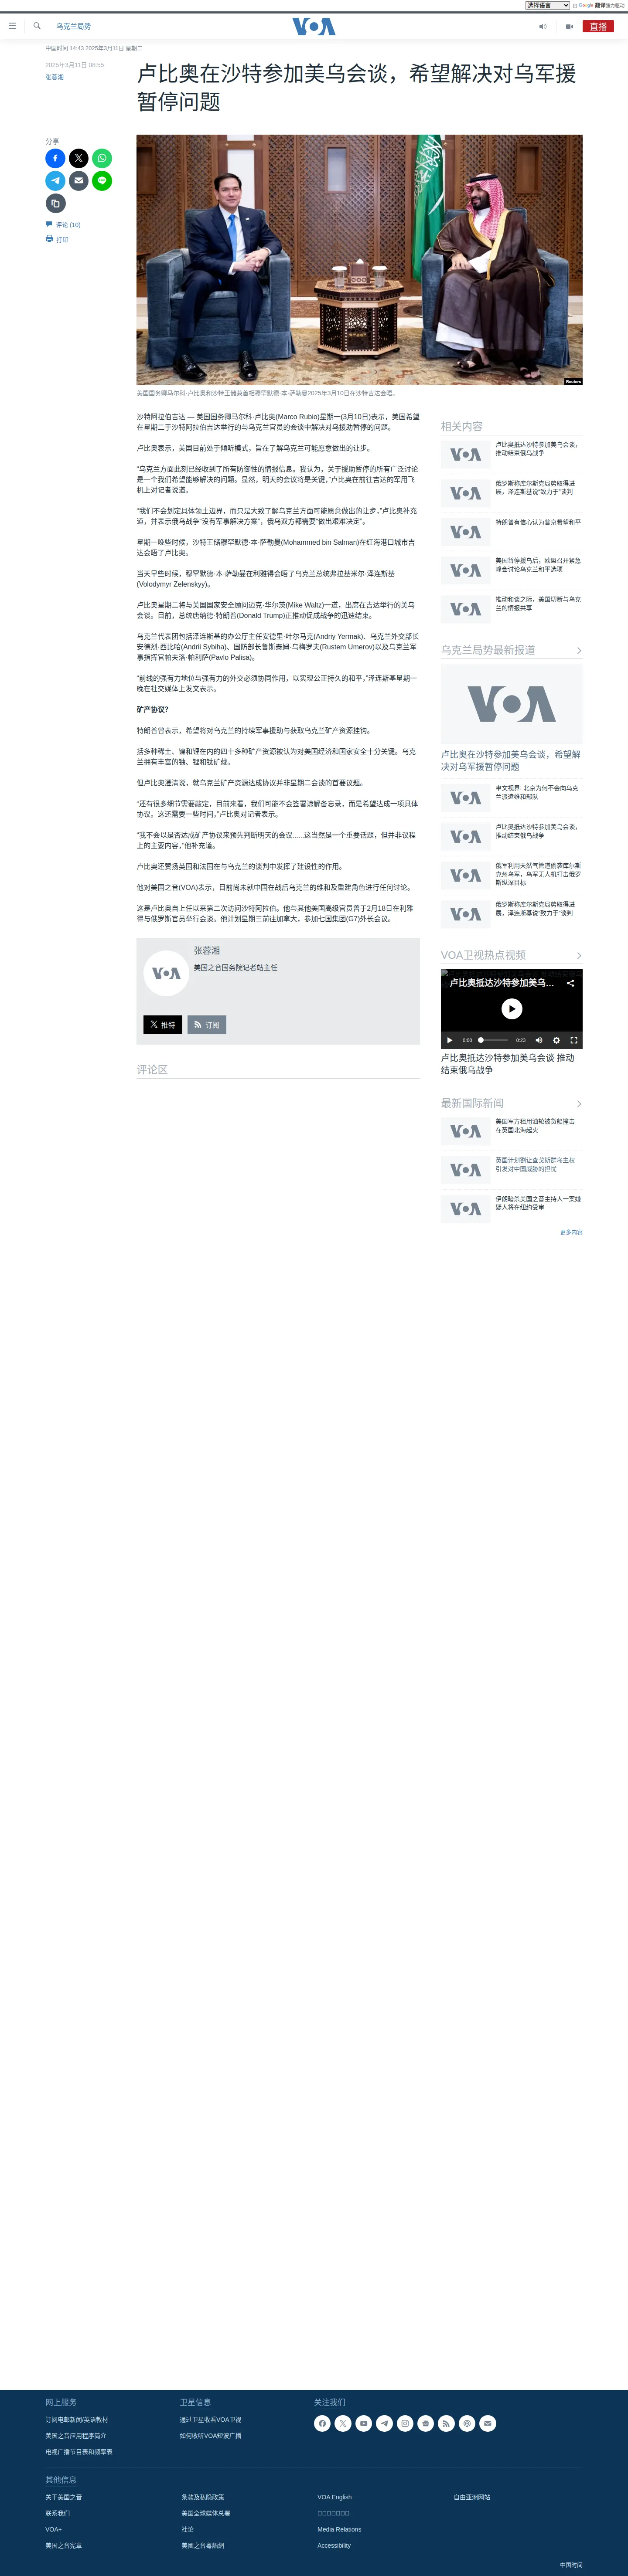 选择语言
由 Google 翻译强力驱动
乌克兰局势
VOA
直播
中国时间 14:43 2025年3月11日 星期二
2025年3月11日 08:55
张蓉湘
卢比奥在沙特参加美乌会谈，希望解决对乌军援
暂停问题
分享
评论 (10)
打印
Reuters
美国国务卿马尔科·卢比奥和沙特王储兼首相穆罕默德·本·萨勒曼2025年3月10日在沙特吉达会晤。
沙特阿拉伯吉达 — 美国国务卿马尔科·卢比奥(Marco Rubio)星期一(3月10日)表示，美国希望
在星期二于沙特阿拉伯吉达举行的与乌克兰官员的会谈中解决对乌援助暂停的问题。
卢比奥表示，美国目前处于倾听模式，旨在了解乌克兰可能愿意做出的让步。
“乌克兰方面此刻已经收到了所有防御性的情报信息。我认为，关于援助暂停的所有广泛讨论
是一个我们希望能够解决的问题。显然，明天的会议将是关键，”卢比奥在前往吉达的军用飞
机上对记者说道。
“我们不会划定具体领土边界，而只是大致了解乌克兰方面可能愿意做出的让步，”卢比奥补充
道，并表示俄乌战争“没有军事解决方案”，俄乌双方都需要“做出艰难决定”。
星期一晚些时候，沙特王储穆罕默德·本·萨勒曼(Mohammed bin Salman)在红海港口城市吉
达会晤了卢比奥。
当天早些时候，穆罕默德·本·萨勒曼在利雅得会晤了乌克兰总统弗拉基米尔·泽连斯基
(Volodymyr Zelenskyy)。
卢比奥星期二将与美国国家安全顾问迈克·华尔茨(Mike Waltz)一道，出席在吉达举行的美乌
会谈。目前，总统唐纳德·特朗普(Donald Trump)正推动促成战争的迅速结束。
乌克兰代表团包括泽连斯基的办公厅主任安德里·叶尔马克(Andriy Yermak)、乌克兰外交部长
安德烈·西比哈(Andrii Sybiha)、国防部长鲁斯泰姆·乌梅罗夫(Rustem Umerov)以及乌克兰军
事指挥官帕夫洛·帕利萨(Pavlo Palisa)。
“前线的强有力地位与强有力的外交必须协同作用，以实现公正持久的和平，”泽连斯基星期一
晚在社交媒体上发文表示。
矿产协议?
特朗普曾表示，希望将对乌克兰的持续军事援助与获取乌克兰矿产资源挂钩。
括多种稀土、镍和锂在内的四十多种矿产资源被认为对美国经济和国家安全十分关键。乌克
兰拥有丰富的铀、锂和钛矿藏。
但卢比奥澄清说，就乌克兰矿产资源达成协议并非星期二会谈的首要议题。
“还有很多细节需要敲定，目前来看，我们可能不会签署谅解备忘录，而是希望达成一项具体
协议。这还需要一些时间，”卢比奥对记者表示。
“我不会以是否达成矿产协议来预先判断明天的会议......这当然是一个重要话题，但并非议程
上的主要内容，”他补充道。
卢比奥还赞扬英国和法国在与乌克兰的谈判中发挥了建设性的作用。
他对美国之音(VOA)表示，目前尚未就中国在战后乌克兰的维和及重建角色进行任何讨论。
这是卢比奥自上任以来第二次访问沙特阿拉伯。他与其他美国高级官员曾于2月18日在利雅
得与俄罗斯官员举行会谈。他计划星期三前往加拿大，参加七国集团(G7)外长会议。
VOA
张蓉湘
美国之音国务院记者站主任
推特
订阅
评论区
相关内容
VOA
卢比奥抵达沙特参加美乌会谈，
推动结束俄乌战争
VOA
俄罗斯称库尔斯克局势取得进
展，泽连斯基说“致力于”谈判
VOA
特朗普有信心认为普京希望和平
VOA
美国暂停援乌后，欧盟召开紧急
峰会讨论乌克兰和平选项
VOA
推动和谈之际，美国切断与乌克
兰的情报共享
乌克兰局势最新报道
VOA
卢比奥在沙特参加美乌会谈，希望解
决对乌军援暂停问题
VOA
聿文视界: 北京为何不会向乌克
兰派遣维和部队
VOA
卢比奥抵达沙特参加美乌会谈，
推动结束俄乌战争
VOA
俄军利用天然气管道偷袭库尔斯
克州乌军，乌军无人机打击俄罗
斯纵深目标
VOA
俄罗斯称库尔斯克局势取得进
展，泽连斯基说“致力于”谈判
VOA卫视热点视频
卢比奥抵达沙特参加美乌...
0:00
0:23
卢比奥抵达沙特参加美乌会谈 推动
结束俄乌战争
最新国际新闻
VOA
美国军方租用油轮被货船撞击
在英国北海起火
VOA
英国计划割让查戈斯群岛主权
引发对中国威胁的担忧
VOA
伊朗暗杀美国之音主持人一案嫌
疑人将在纽约受审
更多内容
网上服务
订阅电邮新闻/英语教材
美国之音应用程序简介
电视广播节目表和频率表
卫星信息
通过卫星收看VOA卫视
如何收听VOA短波广播
关注我们
其他信息
关于美国之音
条款及私隐政策
VOA English
自由亚洲网站
联系我们
美国全球媒体总署
□□□□□□□
VOA+
社论
Media Relations
美国之音宪章
美國之音粵語網
Accessibility
中国时间